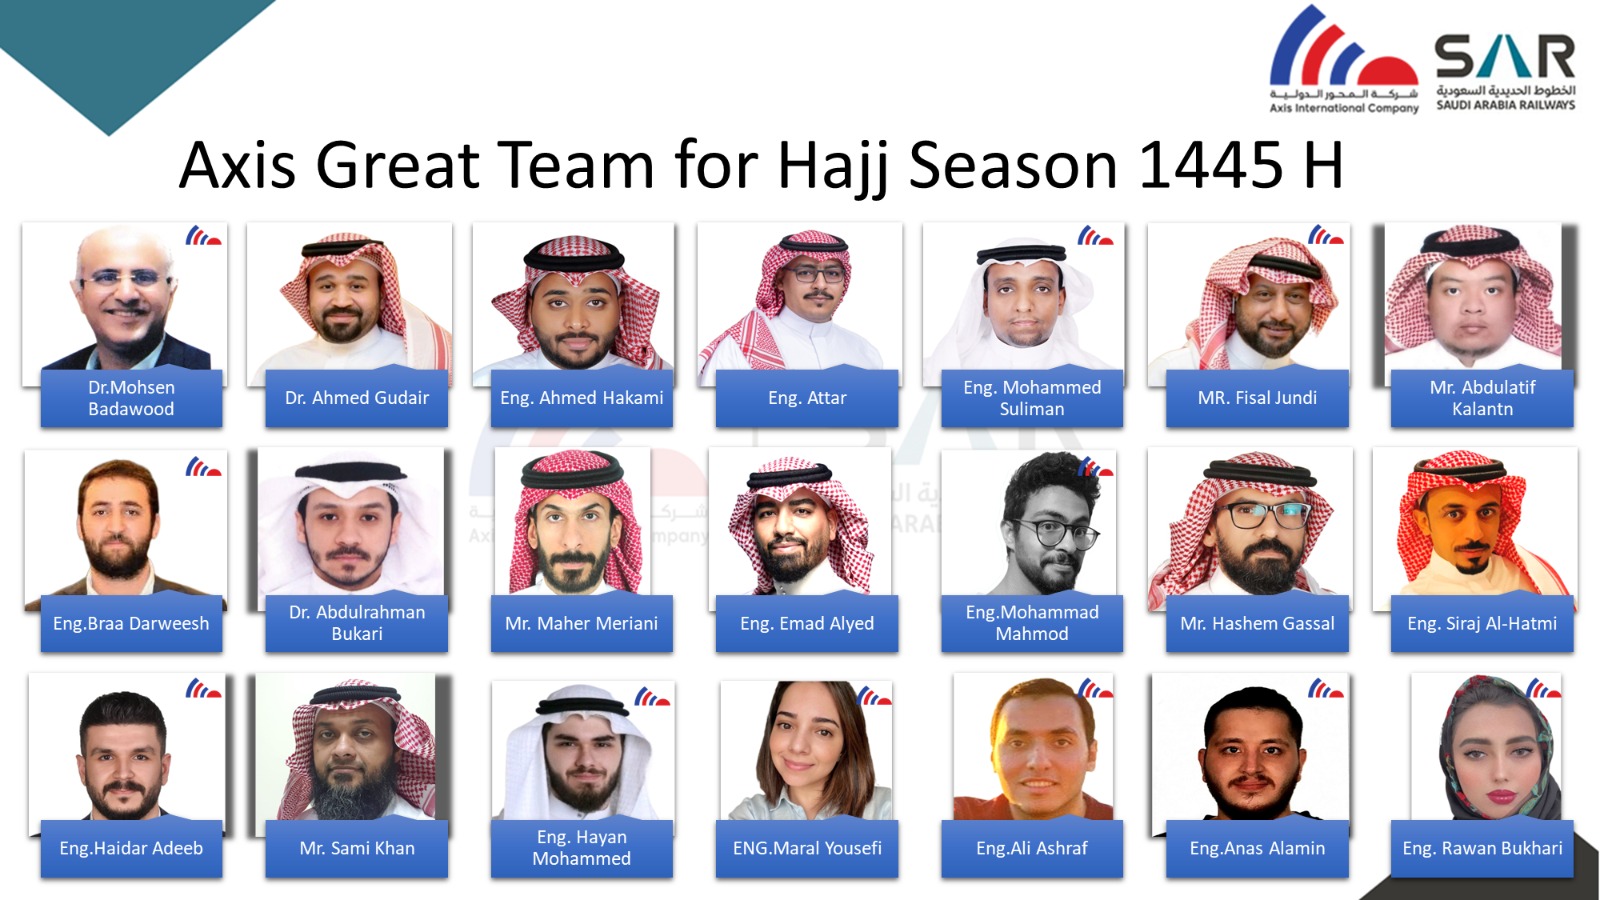 شركة المحور الدولية
Axis International Company
SAR
الخطوط الحديدية السعودية
SAUDI ARABIA RAILWAYS
Axis Great Team for Hajj Season 1445 H
Dr.Mohsen
Badawood
Dr. Ahmed Gudair
Eng. Ahmed Hakami
Eng. Attar
Eng. Mohammed
Suliman
MR. Fisal Jundi
Mr. Abdulatif
Kalantn
Eng.Braa Darweesh
Dr. Abdulrahman
Bukari
Mr. Maher Meriani
Eng. Emad Alyed
Eng.Mohammad
Mahmod
Mr. Hashem Gassal
Eng. Siraj Al-Hatmi
Eng.Haidar Adeeb
Mr. Sami Khan
Eng. Hayan
Mohammed
ENG.Maral Yousefi
Eng.Ali Ashraf
Eng.Anas Alamin
Eng. Rawan Bukhari